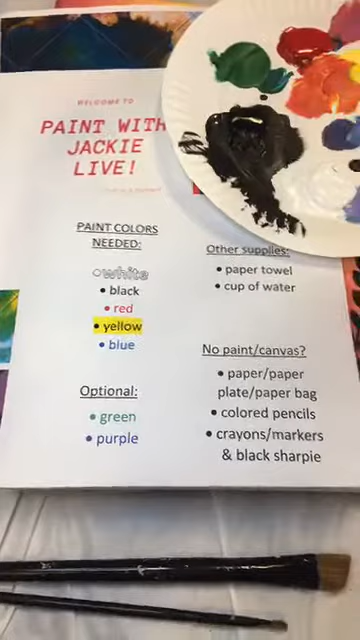 WELCOME TO
PAINT WITH
JACKIE
LIVE!
PAINT COLORS
NEEDED:
white
• black
• red
• yellow
• blue
Optional:
• green
• purple
Other supplies:
• paper towel
• cup of water
No paint/canvas?
• paper/paper
plate/paper bag
• colored pencils
• crayons/markers
& black sharpie